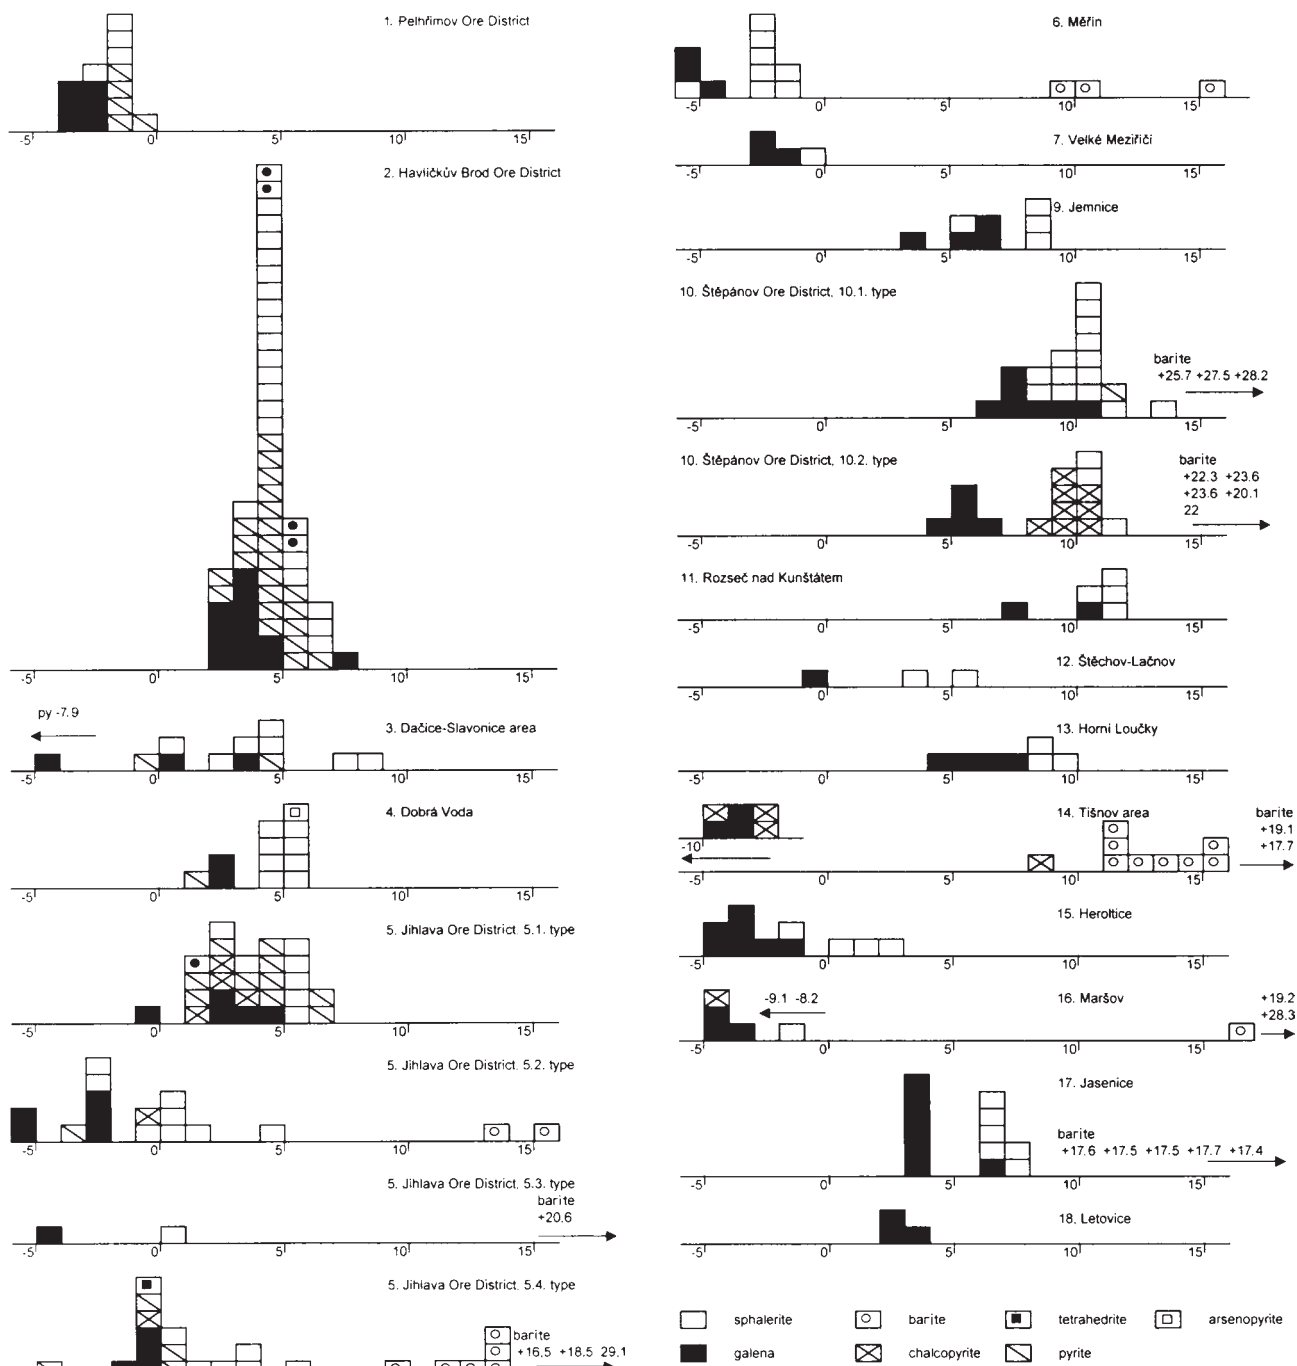 1. Pelhřimov Ore District
-5 0 5 10 15
2. Havlíčkův Brod Ore District
-5 0 5 10 15
py -7.9
3. Dačice-Slavonice area
-5 0 5 10 15
4. Dobrá Voda
-5 0 5 10 15
5. Jihlava Ore District, 5.1. type
-5 0 5 10 15
5. Jihlava Ore District, 5.2. type
-5 0 5 10 15
5. Jihlava Ore District, 5.3. type
barite
+20.6
-5 0 5 10 15
5. Jihlava Ore District, 5.4. type
barite
+16.5 +18.5 29.1
6. Měřín
-5 0 5 10 15
7. Velké Meziříčí
-5 0 5 10 15
9. Jemnice
-5 0 5 10 15
10. Štěpánov Ore District, 10.1. type
barite
+25.7 +27.5 +28.2
-5 0 5 10 15
10. Štěpánov Ore District, 10.2. type
barite
+22.3 +23.6
+23.6 +20.1
22
-5 0 5 10 15
11. Rozseč nad Kunštátem
-5 0 5 10 15
12. Štěchov-Lačnov
-5 0 5 10 15
13. Horní Loučky
-5 0 5 10 15
14. Tišnov area
barite
+19.1
+17.7
-10
-5 0 5 10 15
15. Heroltice
-5 0 5 10 15
-9.1 -8.2
16. Maršov
+19.2
+28.3
-5 0 5 10 15
17. Jasenice
barite
+17.6 +17.5 +17.5 +17.7 +17.4
-5 0 5 10 15
18. Letovice
-5 0 5 10 15
sphalerite barite tetrahedrite arsenopyrite
galena chalcopyrite pyrite